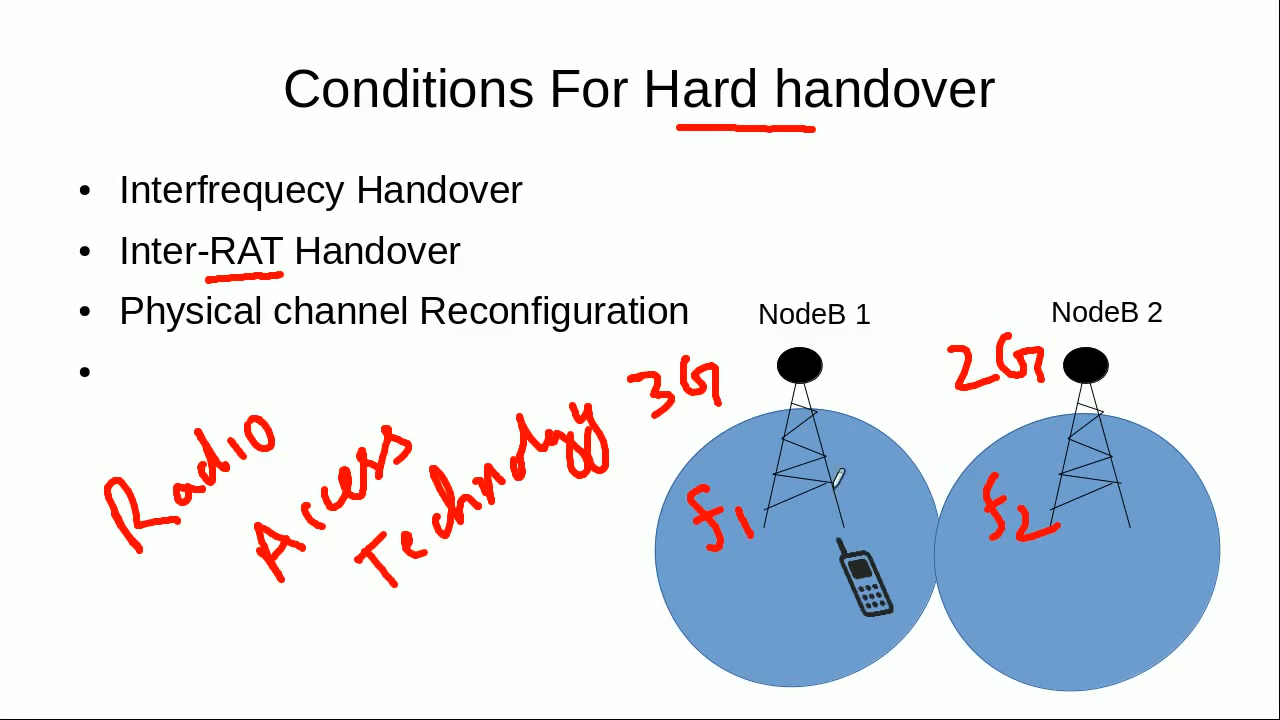 Conditions For Hard handover
• Interfrequecy Handover
• Inter-RAT Handover
• Physical channel Reconfiguration
•
NodeB 1
NodeB 2
3G
2G
Radio
Access
Technology
f1
f2